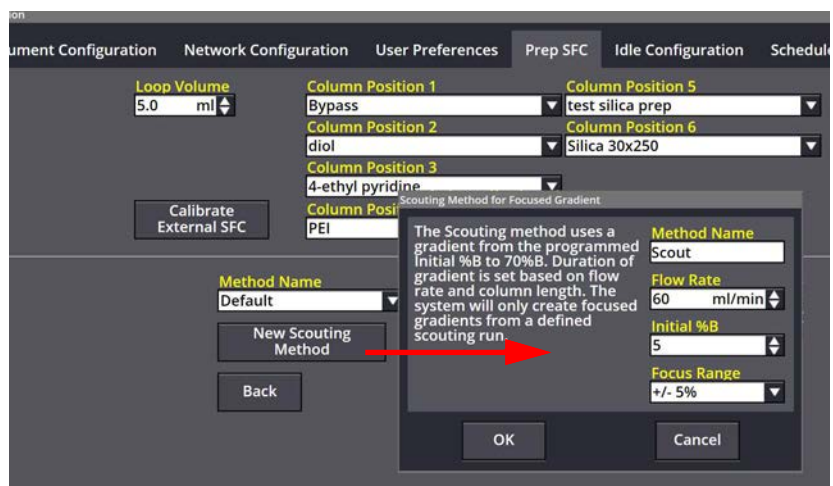 ion
ument Configuration Network Configuration User Preferences Prep SFC Idle Configuration Schedule
Loop Volume
5.0 ml
Column Position 1
Bypass
Column Position 2
diol
Column Position 3
4-ethyl pyridine
Column Posi
PEI
Column Position 5
test silica prep
Column Position 6
Silica 30x250
Calibrate
External SFC
Method Name
Default
New Scouting
Method
Back
Scouting Method for Focused Gradient
The Scouting method uses a
gradient from the programmed
Initial %B to 70%B. Duration of
gradient is set based on flow
rate and column length. The
system will only create focused
gradients from a defined
scouting run.
Method Name
Scout
Flow Rate
60 ml/min
Initial %B
5
Focus Range
+/- 5%
OK
Cancel